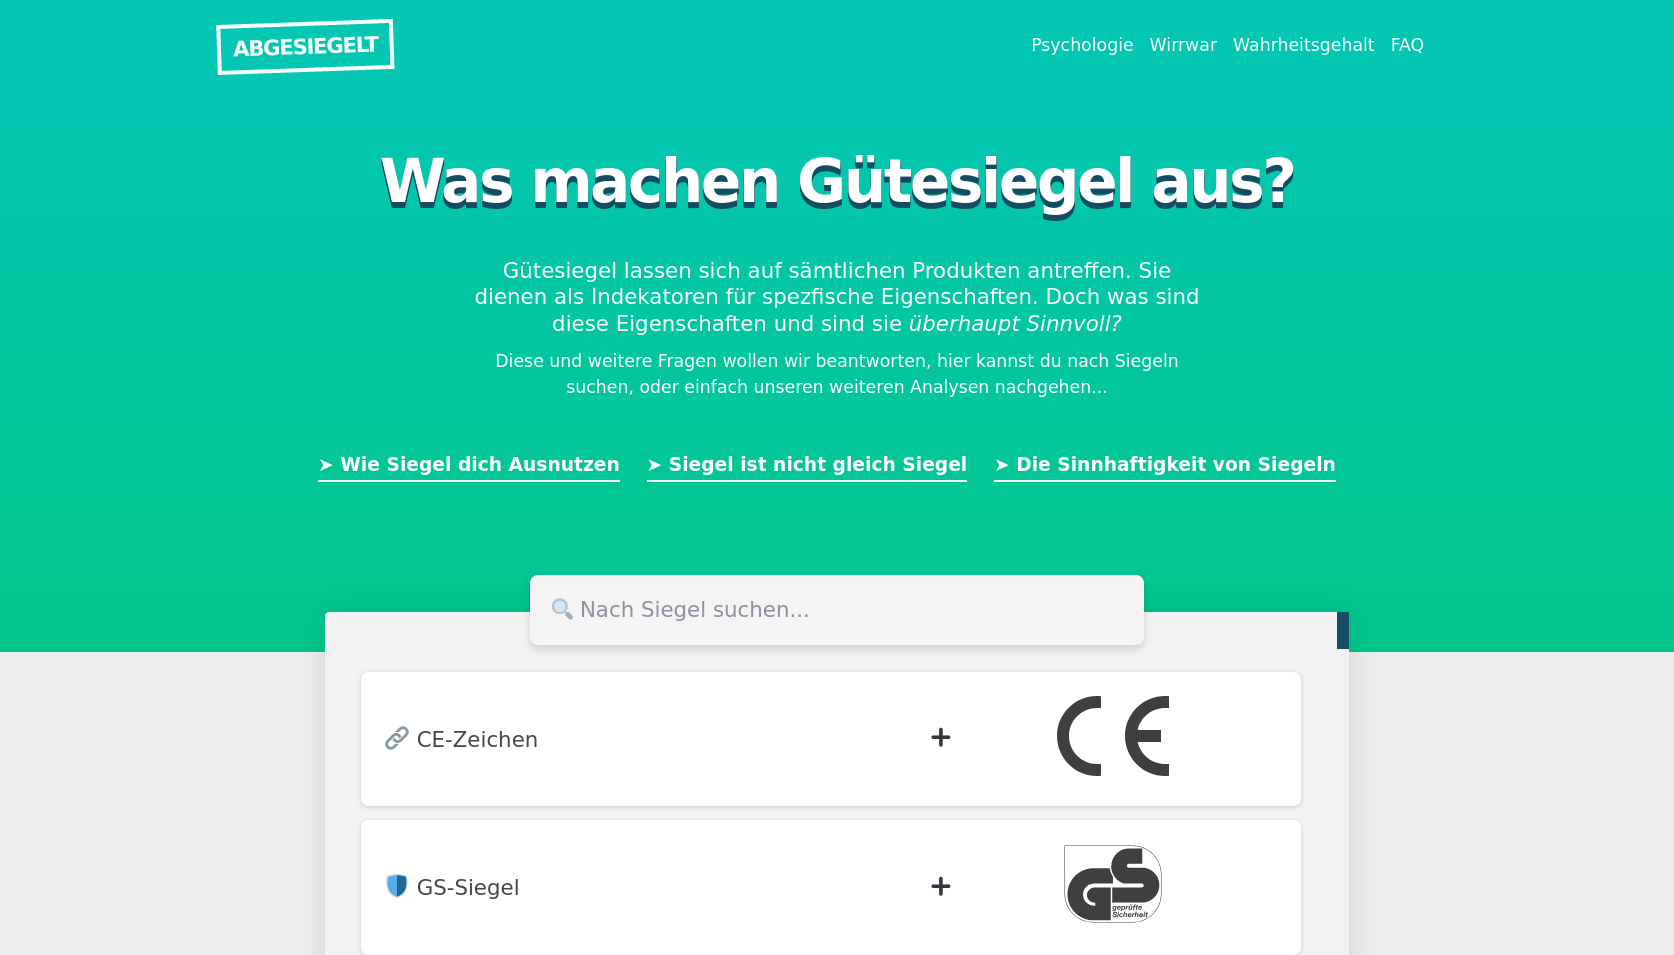 ABGESIEGELT
Psychologie Wirrwar Wahrheitsgehalt FAQ
Was machen Gütesiegel aus?
Gütesiegel lassen sich auf sämtlichen Produkten antreffen. Sie
dienen als Indekatoren für spezfische Eigenschaften. Doch was sind
diese Eigenschaften und sind sie überhaupt Sinnvoll?
Diese und weitere Fragen wollen wir beantworten, hier kannst du nach Siegeln
suchen, oder einfach unseren weiteren Analysen nachgehen...
➤ Wie Siegel dich Ausnutzen ➤ Siegel ist nicht gleich Siegel ➤ Die Sinnhaftigkeit von Siegeln
🔍 Nach Siegel suchen...
🔗 CE-Zeichen + CE
🛡️ GS-Siegel + GS
geprüfte
Sicherheit